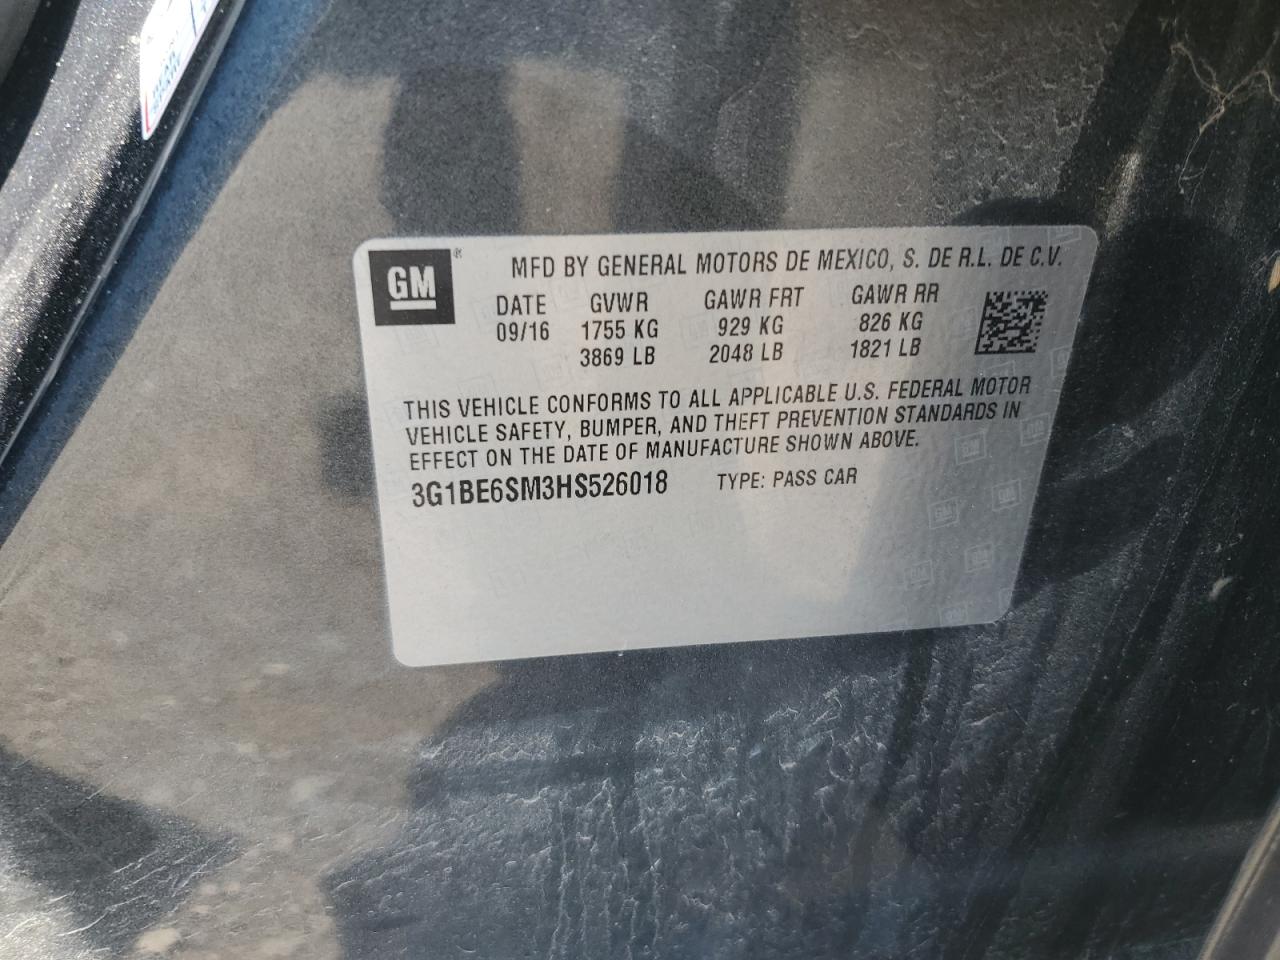 GM®
MFD BY GENERAL MOTORS DE MEXICO, S. DE R.L. DE C.V.
DATE GVWR GAWR FRT GAWR RR
09/16 1755 KG 929 KG 826 KG
3869 LB 2048 LB 1821 LB
THIS VEHICLE CONFORMS TO ALL APPLICABLE U.S. FEDERAL MOTOR
VEHICLE SAFETY, BUMPER, AND THEFT PREVENTION STANDARDS IN
EFFECT ON THE DATE OF MANUFACTURE SHOWN ABOVE.
3G1BE6SM3HS526018 TYPE: PASS CAR